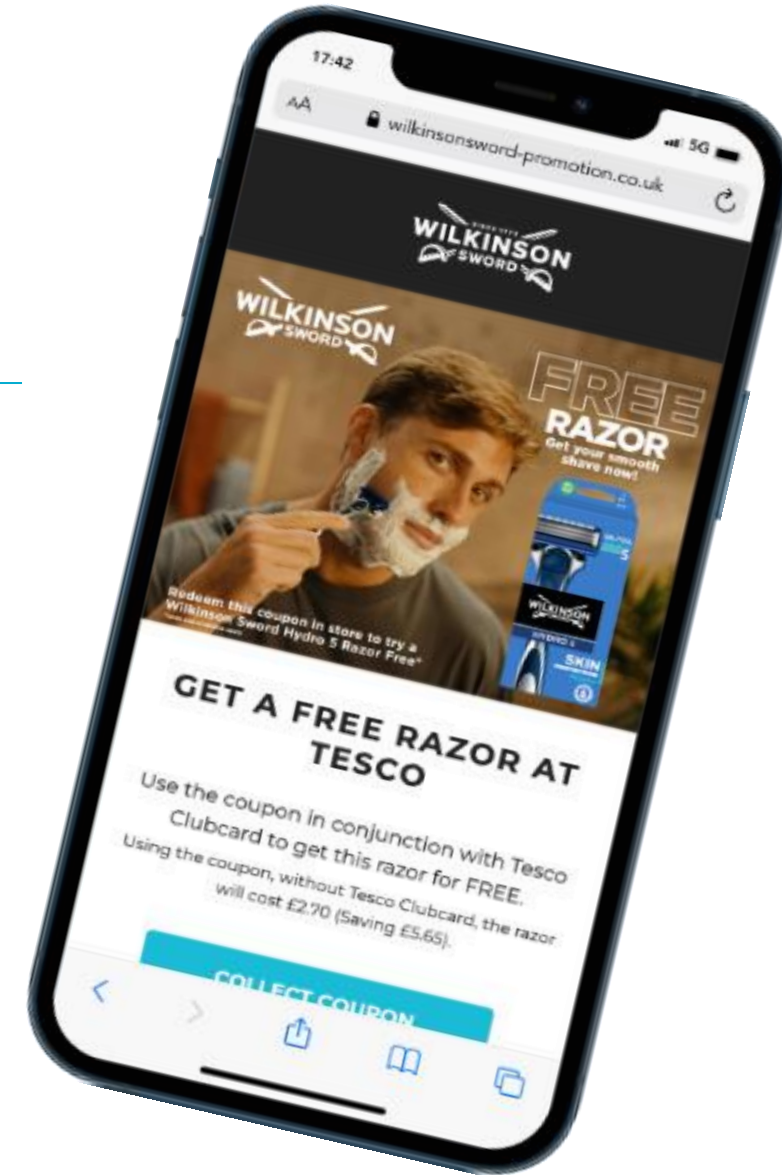 17:42
5G
AA
wilkinsonsword-promotion.co.uk
WILKINSON
SWORD
WILKINSON
SWORD
FREE
RAZOR
Get your smooth
shave now!
5
WILKINSON
HYDRO 5
SKIN
Redeem this coupon in store to try a
Wilkinson Sword Hydro 5 Razor Free*
GET A FREE RAZOR AT
TESCO
Use the coupon in conjunction with Tesco
Clubcard to get this razor for FREE.
Using the coupon, without Tesco Clubcard, the razor
will cost £2.70 (Saving £5.65).
COLLECT COUPON